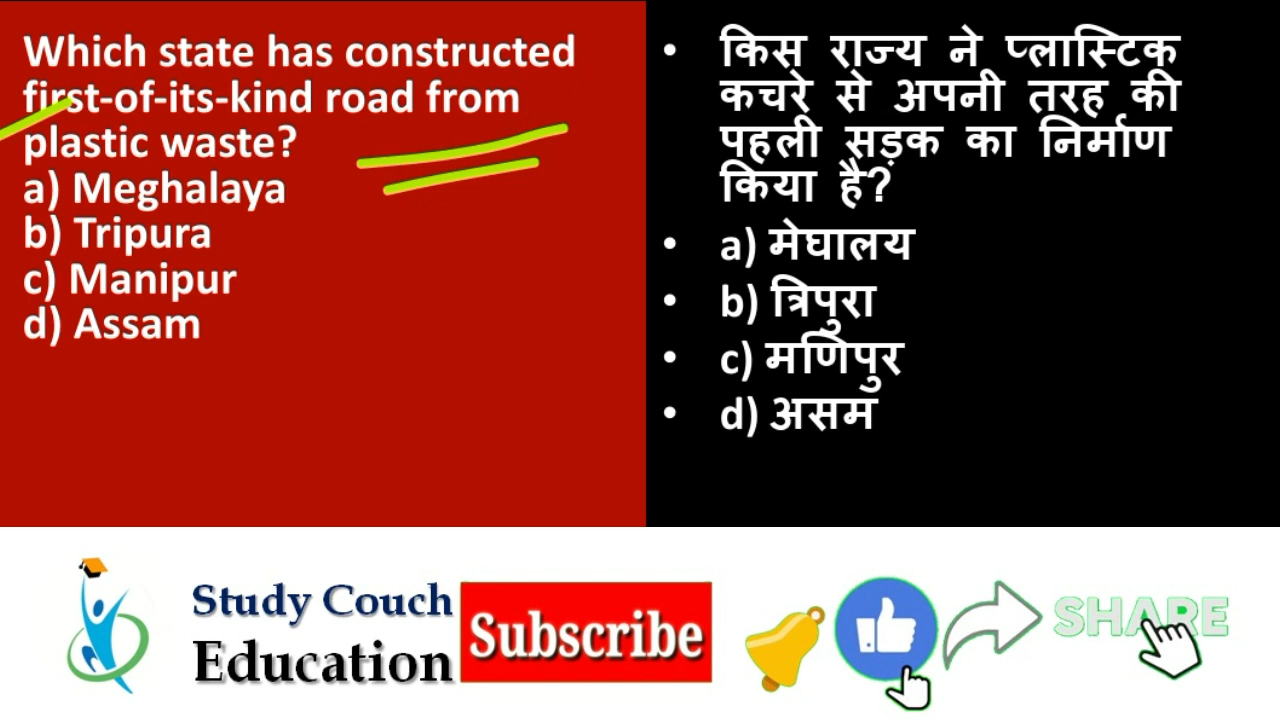 Which state has constructed
first-of-its-kind road from
plastic waste?
a) Meghalaya
b) Tripura
c) Manipur
d) Assam
• किस राज्य ने प्लास्टिक
कचरे से अपनी तरह की
पहली सड़क का निर्माण
किया है?
• a) मेघालय
• b) त्रिपुरा
• c) मणिपुर
• d) असम
Study Couch
Education
Subscribe
SHARE